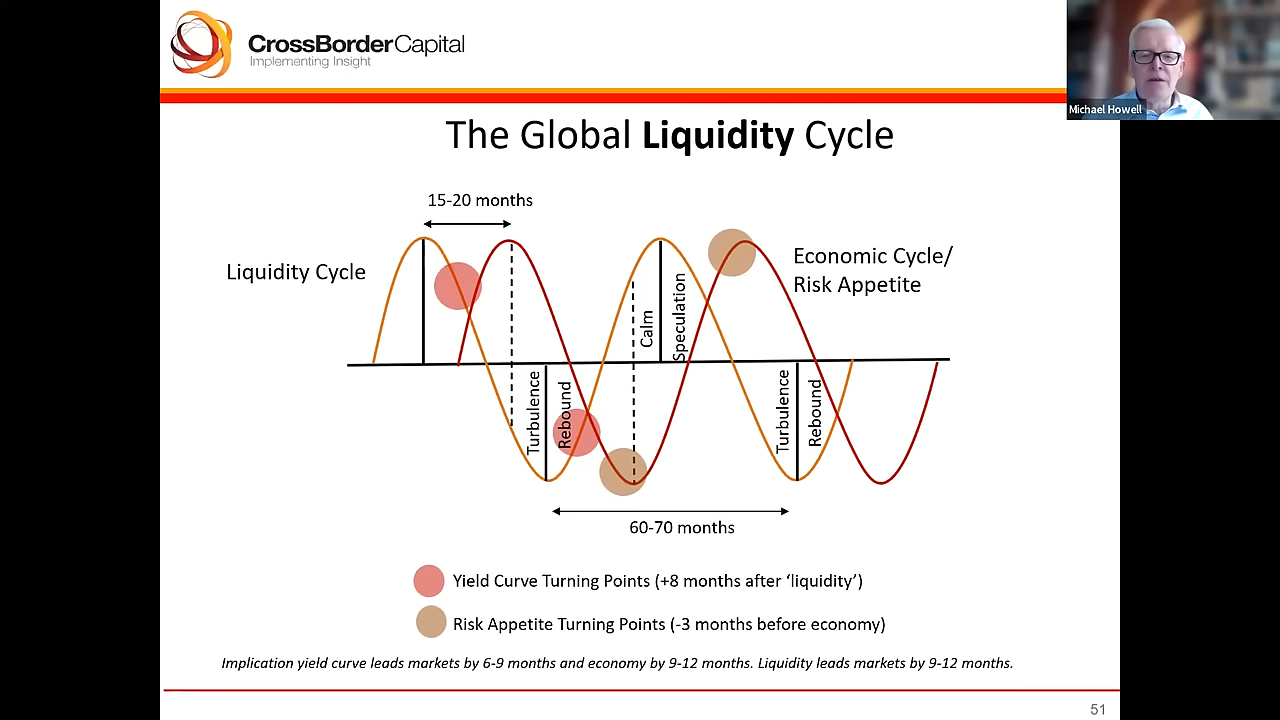 CrossBorderCapital
Implementing Insight
Michael Howell
The Global Liquidity Cycle
15-20 months
Liquidity Cycle
Economic Cycle/
Risk Appetite
Calm
Speculation
Turbulence
Rebound
Turbulence
Rebound
60-70 months
Yield Curve Turning Points (+8 months after ‘liquidity’)
Risk Appetite Turning Points (-3 months before economy)
Implication yield curve leads markets by 6-9 months and economy by 9-12 months. Liquidity leads markets by 9-12 months.
51